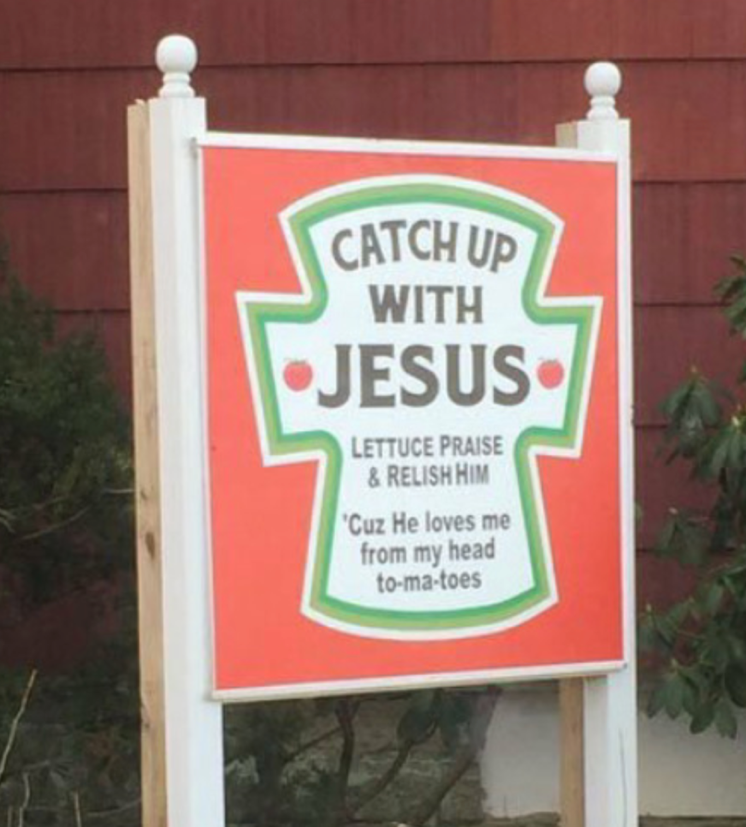 CATCH UP
WITH
JESUS
LETTUCE PRAISE
& RELISH HIM
'Cuz He loves me
from my head
to-ma-toes